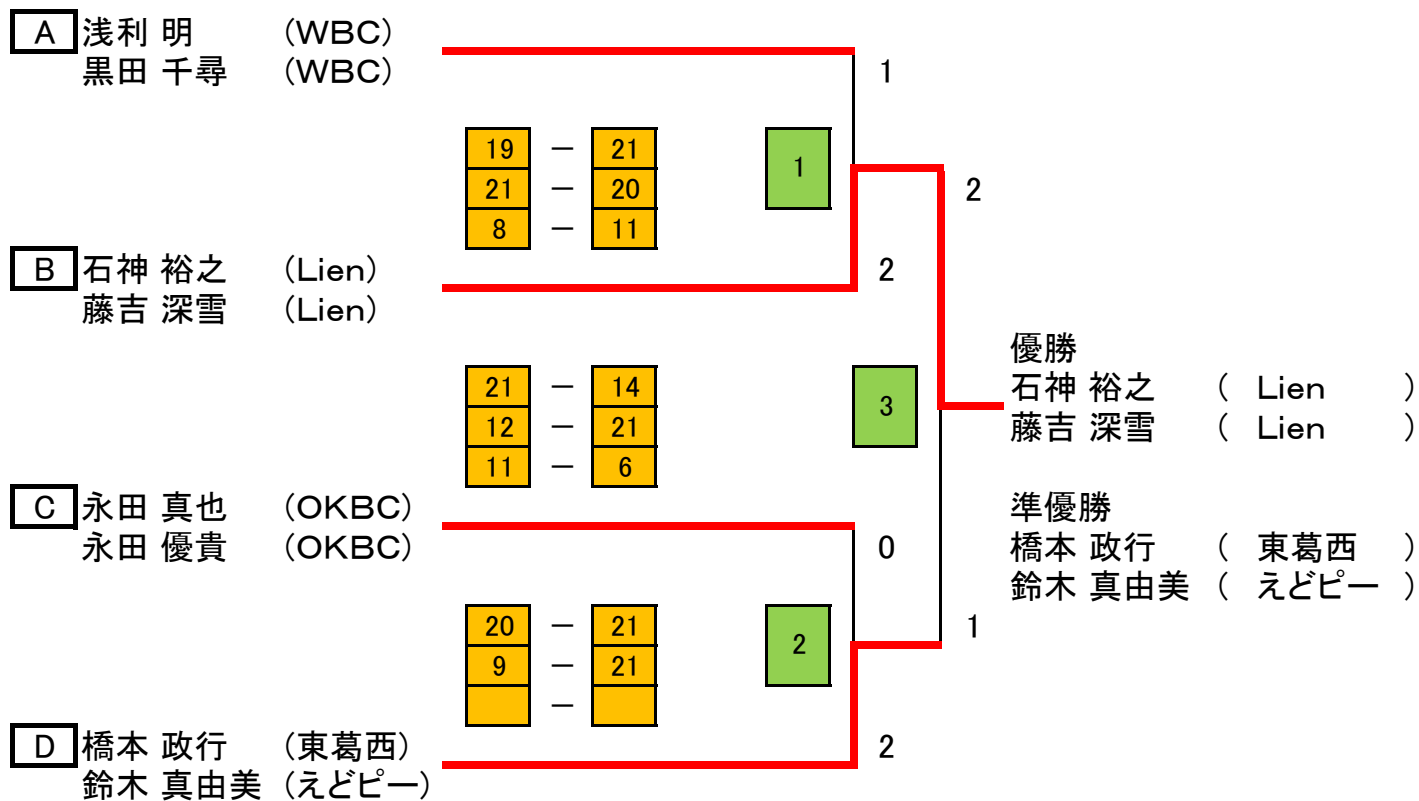 A 浅利 明 (WBC)
黒田 千尋 (WBC)
1
19 － 21
21 － 20
8 － 11
1
2
B 石神 裕之 (Lien)
藤吉 深雪 (Lien)
2
優勝
石神 裕之 ( Lien )
藤吉 深雪 ( Lien )
21 － 14
12 － 21
11 － 6
3
C 永田 真也 (OKBC)
永田 優貴 (OKBC)
0
準優勝
橋本 政行 ( 東葛西 )
鈴木 真由美 ( えどピー )
20 － 21
9 － 21
－
2
1
D 橋本 政行 (東葛西)
鈴木 真由美 (えどピー)
2